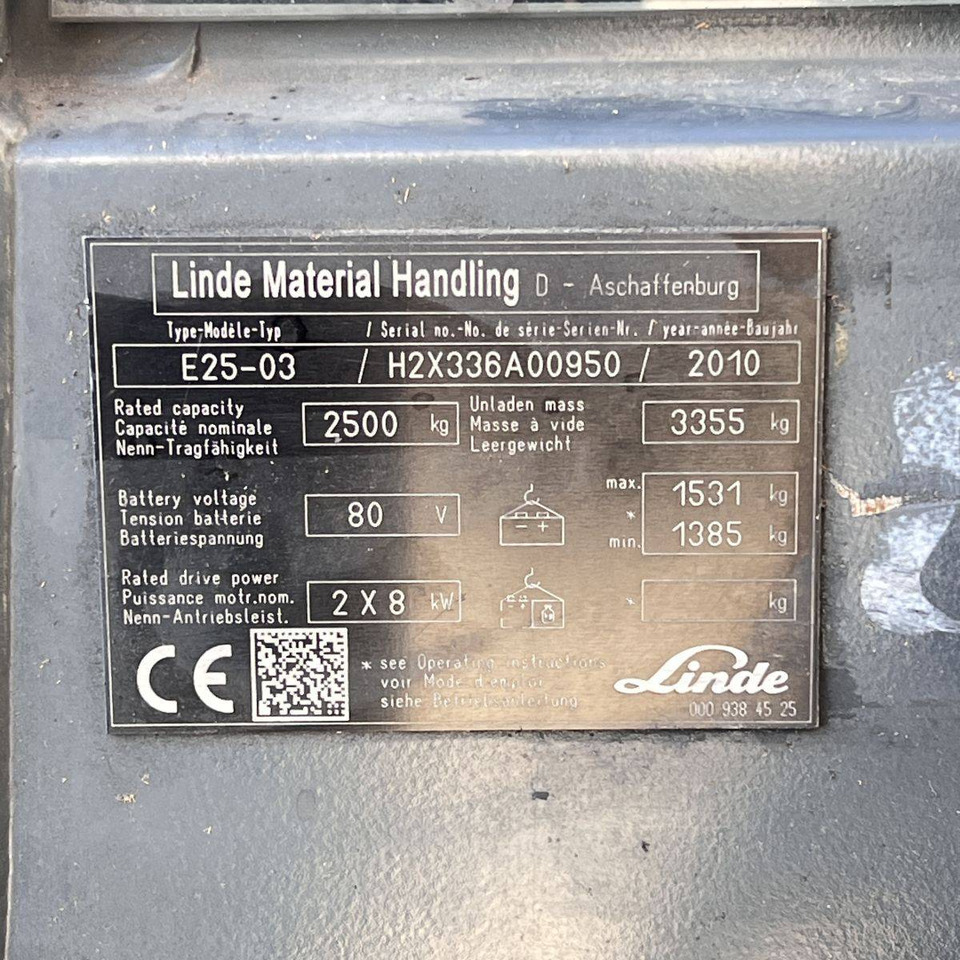 Linde Material Handling D - Aschaffenburg
Type-Modèle-Typ / Serial no.-No. de série-Serien-Nr. / year-année-Baujahr
E25-03 / H2X336A00950 / 2010
Rated capacity
Capacité nominale
Nenn-Tragfähigkeit
2500 kg
Unladen mass
Masse à vide
Leergewicht
3355 kg
Battery voltage
Tension batterie
Batteriespannung
80 V
- +
max. 1531 kg
*
min. 1385 kg
Rated drive power
Puissance motr.nom.
Nenn-Antriebsleist.
2 X 8 kW
* kg
CE
* see Operating instructions
voir Mode d'emploi
siehe Betriebsanleitung
Linde
000 938 45 25